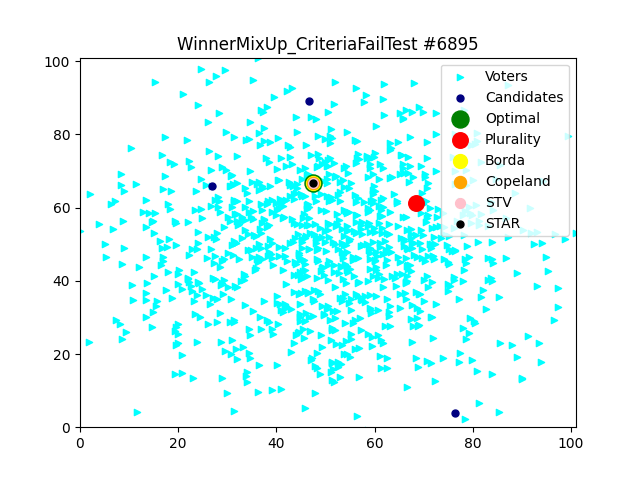 WinnerMixUp_CriteriaFailTest #6895
100
80
60
40
20
0
0 20 40 60 80 100
Voters
Candidates
Optimal
Plurality
Borda
Copeland
STV
STAR